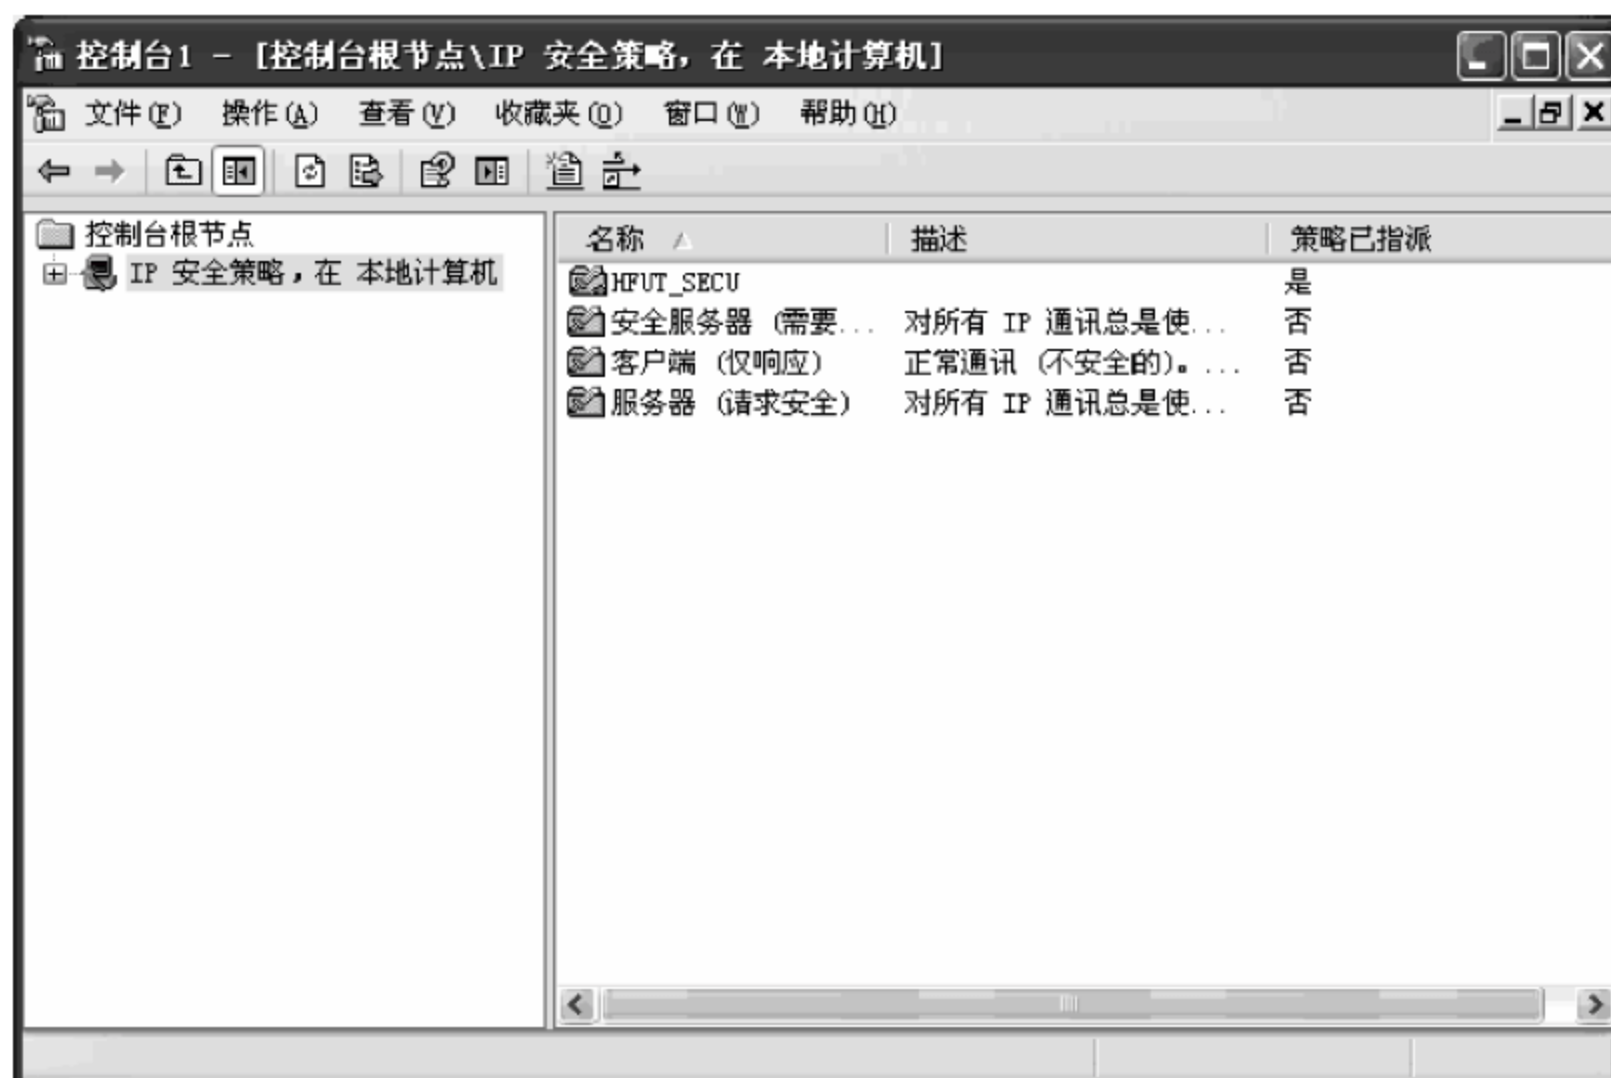 控制台1 - [控制台根节点\IP 安全策略，在 本地计算机]
文件(F) 操作(A) 查看(V) 收藏夹(O) 窗口(W) 帮助(H)
控制台根节点
IP 安全策略，在 本地计算机
名称 描述 策略已指派
HFUT_SECU 是
安全服务器 (需要... 对所有 IP 通讯总是使... 否
客户端 (仅响应) 正常通讯 (不安全的)。... 否
服务器 (请求安全) 对所有 IP 通讯总是使... 否